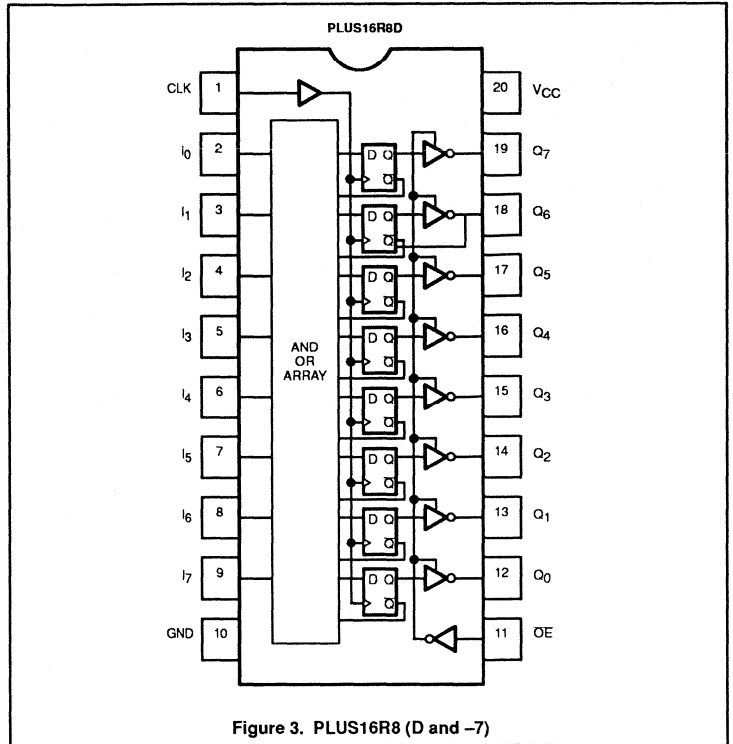 PLUS16R8D
CLK 1
20 VCC
I0 2
D Q
Q̅
19 Q7
I1 3
D Q
Q̅
18 Q6
I2 4
D Q
Q̅
17 Q5
I3 5
D Q
Q̅
16 Q4
AND
OR
ARRAY
I4 6
D Q
Q̅
15 Q3
I5 7
D Q
Q̅
14 Q2
I6 8
D Q
Q̅
13 Q1
I7 9
D Q
Q̅
12 Q0
GND 10
11 O̅E̅
Figure 3. PLUS16R8 (D and –7)